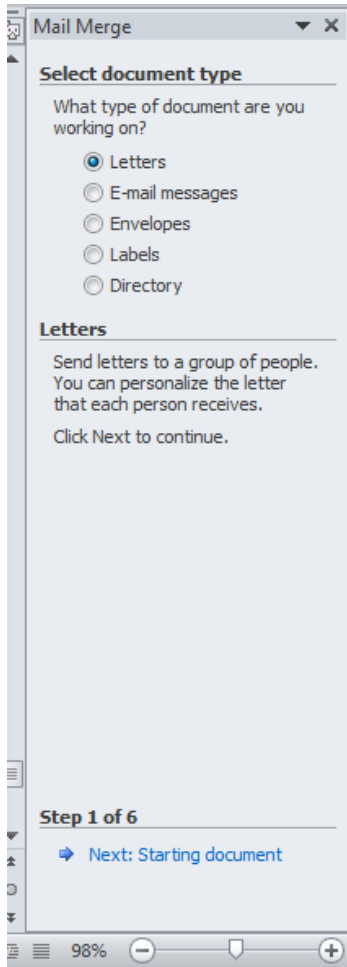 Mail Merge
Select document type
What type of document are you
working on?
Letters
E-mail messages
Envelopes
Labels
Directory
Letters
Send letters to a group of people.
You can personalize the letter
that each person receives.
Click Next to continue.
Step 1 of 6
Next: Starting document
98%